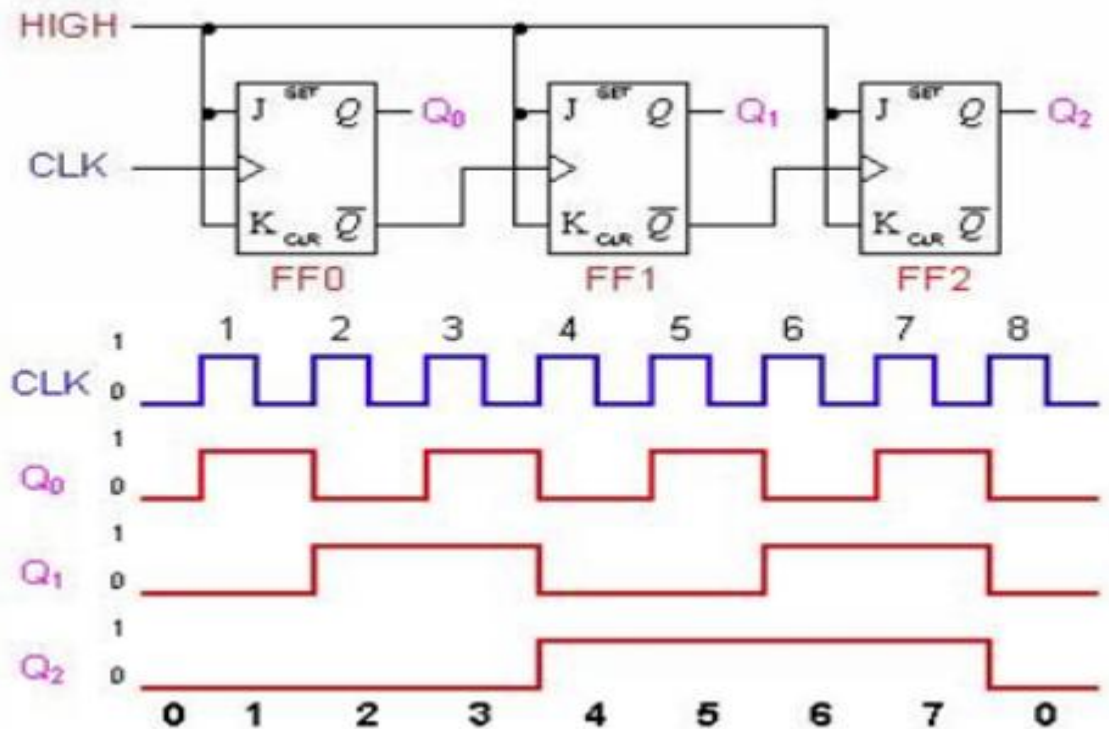 HIGH
SET SET SET
J Q Q₀ J Q Q₁ J Q Q₂
CLK
K CLR Q̅ K CLR Q̅ K CLR Q̅
FF0 FF1 FF2
1 2 3 4 5 6 7 8
1
CLK 0
1
Q₀ 0
1
Q₁ 0
1
Q₂ 0
0 1 2 3 4 5 6 7 0